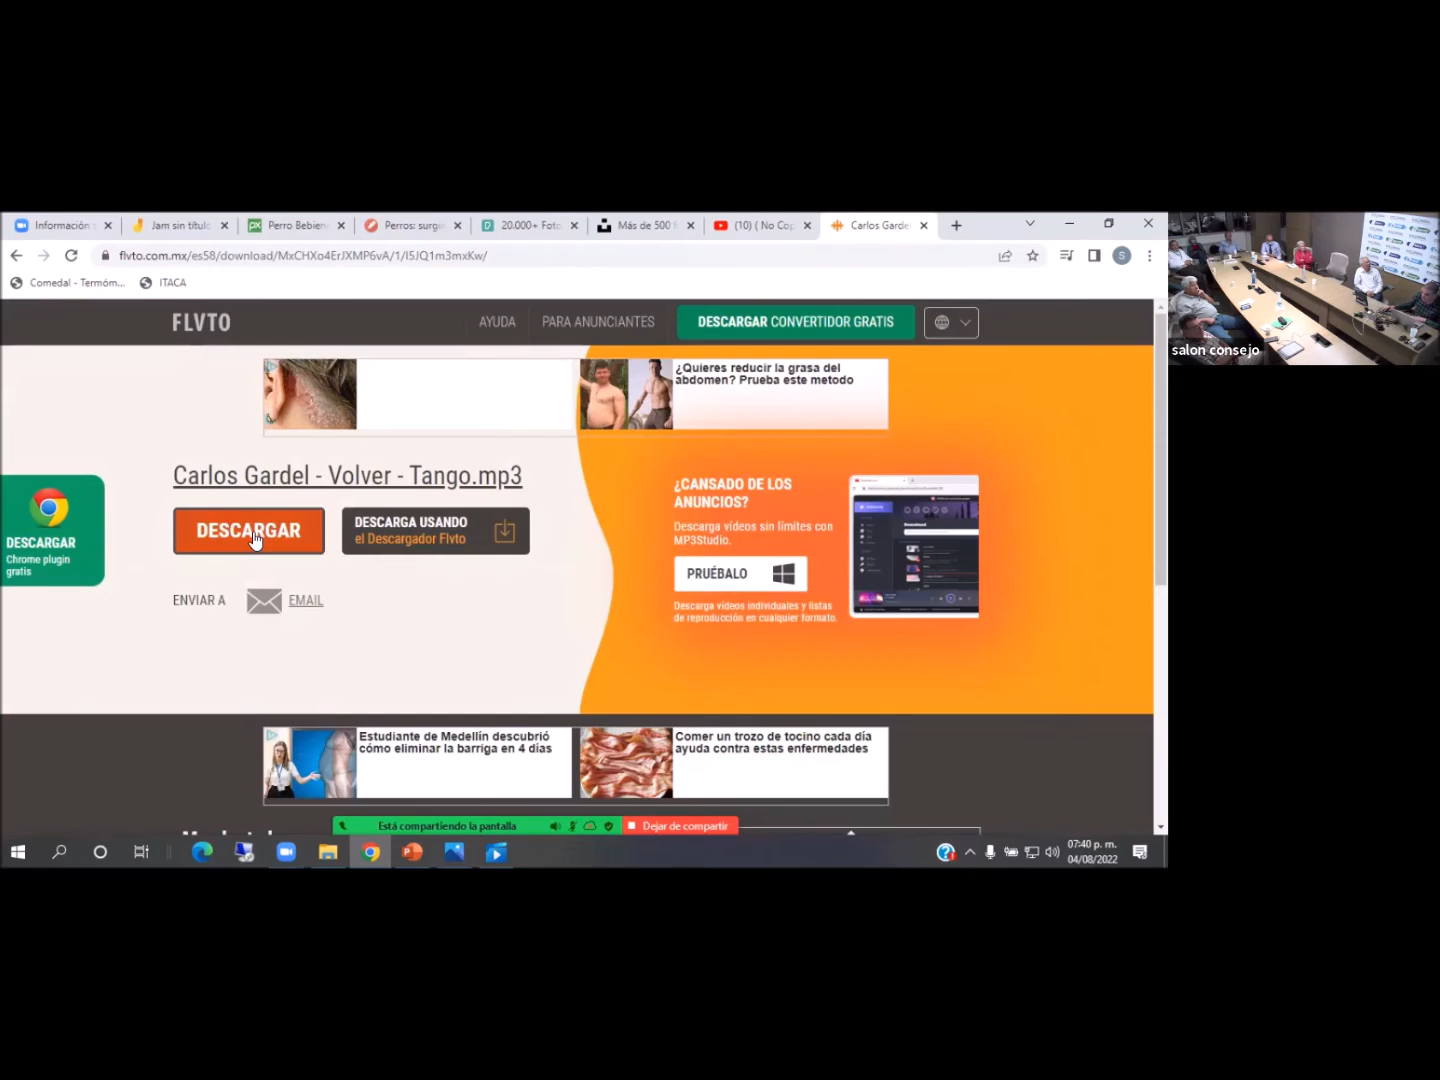 Información
Jam sin título
Perro Bebien
Perros: surgi
20.000+ Foto
Más de 500 f
(10) ( No Cop
Carlos Garde
flvto.com.mx/es58/download/MxCHXo4ErJXMP6vA/1/I5JQ1m3mxKw/
S
Comedal - Termóm...
ITACA
FLVTO
AYUDA
PARA ANUNCIANTES
DESCARGAR CONVERTIDOR GRATIS
¿Quieres reducir la grasa del
abdomen? Prueba este metodo
salon consejo
Carlos Gardel - Volver - Tango.mp3
DESCARGAR
DESCARGA USANDO
el Descargador Flvto
ENVIAR A
EMAIL
DESCARGAR
Chrome plugin
gratis
¿CANSADO DE LOS
ANUNCIOS?
Descarga vídeos sin límites con
MP3Studio.
PRUÉBALO
Descarga vídeos individuales y listas
de reproducción en cualquier formato.
Estudiante de Medellín descubrió
cómo eliminar la barriga en 4 días
Comer un trozo de tocino cada día
ayuda contra estas enfermedades
Está compartiendo la pantalla
Dejar de compartir
07:40 p. m.
04/08/2022